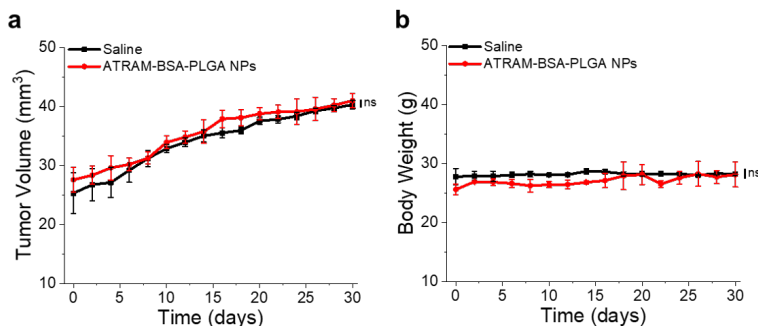 a
Saline
ATRAM-BSA-PLGA NPs
Tumor Volume (mm³)
50
40
30
20
10
ns
0 5 10 15 20 25 30
Time (days)
b
Saline
ATRAM-BSA-PLGA NPs
Body Weight (g)
50
40
30
20
10
ns
0 5 10 15 20 25 30
Time (days)